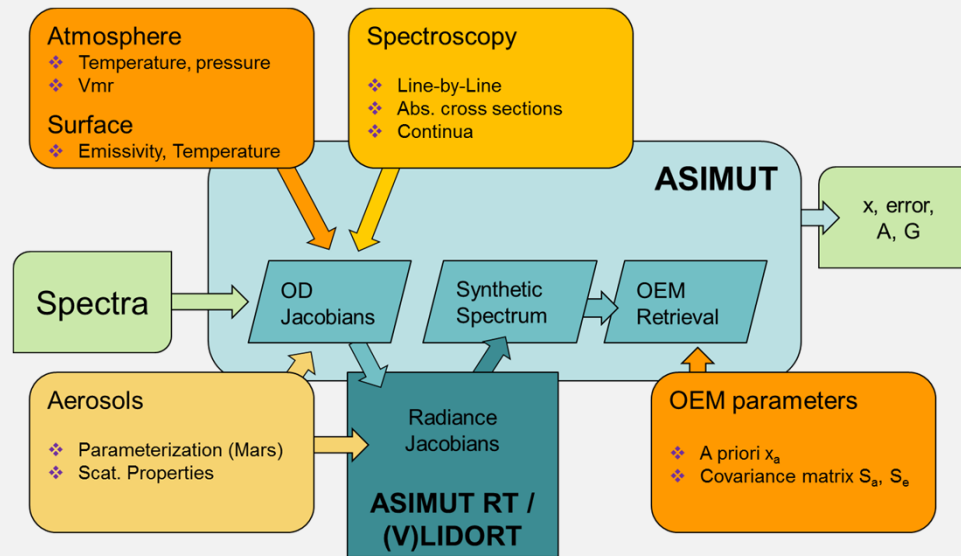 Atmosphere
Temperature, pressure
Vmr
Surface
Emissivity, Temperature
Spectroscopy
Line-by-Line
Abs. cross sections
Continua
ASIMUT
x, error,
A, G
Spectra
OD
Jacobians
Synthetic
Spectrum
OEM
Retrieval
Aerosols
Parameterization (Mars)
Scat. Properties
Radiance
Jacobians
ASIMUT RT /
(V)LIDORT
OEM parameters
A priori xₐ
Covariance matrix Sₐ, Sₑ